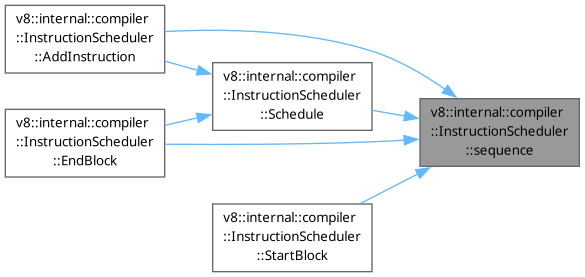 v8::internal::compiler
::InstructionScheduler
::AddInstruction
v8::internal::compiler
::InstructionScheduler
::Schedule
v8::internal::compiler
::InstructionScheduler
::sequence
v8::internal::compiler
::InstructionScheduler
::EndBlock
v8::internal::compiler
::InstructionScheduler
::StartBlock